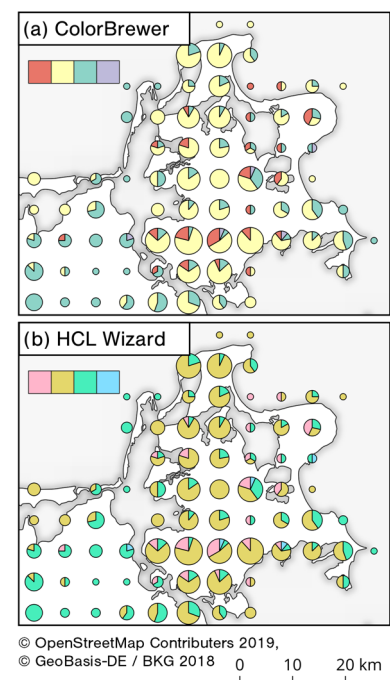 (a) ColorBrewer
(b) HCL Wizard
© OpenStreetMap Contributers 2019,
© GeoBasis-DE / BKG 2018
0 10 20 km